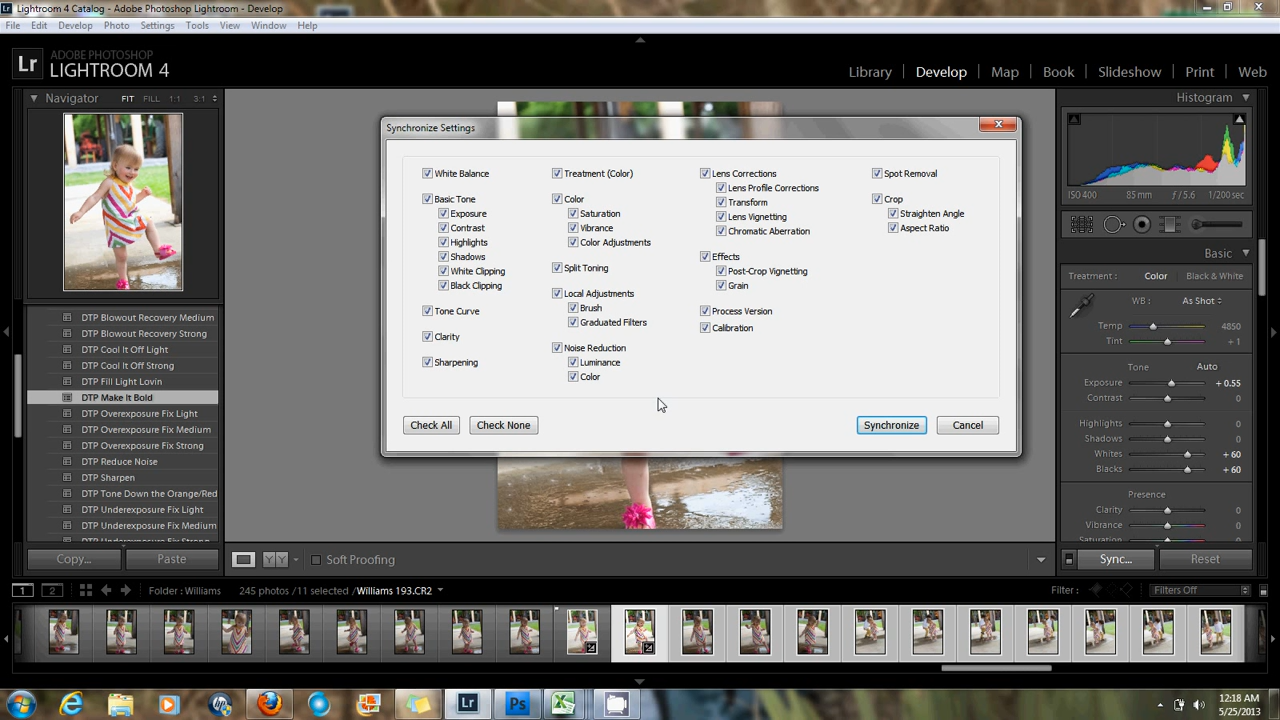 Lightroom 4 Catalog - Adobe Photoshop Lightroom - Develop
File Edit Develop Photo Settings Tools View Window Help
Lr ADOBE PHOTOSHOP
LIGHTROOM 4
Library Develop Map Book Slideshow Print Web
Navigator FIT FILL 1:1 3:1
Histogram
ISO 400 85 mm f / 5.6 1/200 sec
Synchronize Settings
White Balance
Basic Tone
Exposure
Contrast
Highlights
Shadows
White Clipping
Black Clipping
Tone Curve
Clarity
Sharpening
Treatment (Color)
Color
Saturation
Vibrance
Color Adjustments
Split Toning
Local Adjustments
Brush
Graduated Filters
Noise Reduction
Luminance
Color
Lens Corrections
Lens Profile Corrections
Transform
Lens Vignetting
Chromatic Aberration
Effects
Post-Crop Vignetting
Grain
Process Version
Calibration
Spot Removal
Crop
Straighten Angle
Aspect Ratio
Check All Check None Synchronize Cancel
DTP Blowout Recovery Medium
DTP Blowout Recovery Strong
DTP Cool It Off Light
DTP Cool It Off Strong
DTP Fill Light Lovin
DTP Make It Bold
DTP Overexposure Fix Light
DTP Overexposure Fix Medium
DTP Overexposure Fix Strong
DTP Reduce Noise
DTP Sharpen
DTP Tone Down the Orange/Red
DTP Underexposure Fix Light
DTP Underexposure Fix Medium
DTP Underexposure Fix Strong
Basic
Treatment : Color Black & White
WB : As Shot
Temp 4850
Tint + 1
Tone Auto
Exposure + 0.55
Contrast 0
Highlights 0
Shadows 0
Whites + 60
Blacks + 60
Presence
Clarity 0
Vibrance 0
Saturation 0
Copy... Paste
Soft Proofing
Sync... Reset
1 2 Folder : Williams 245 photos / 11 selected / Williams 193.CR2 Filter : Filters Off
Lr Ps
12:18 AM
5/25/2013